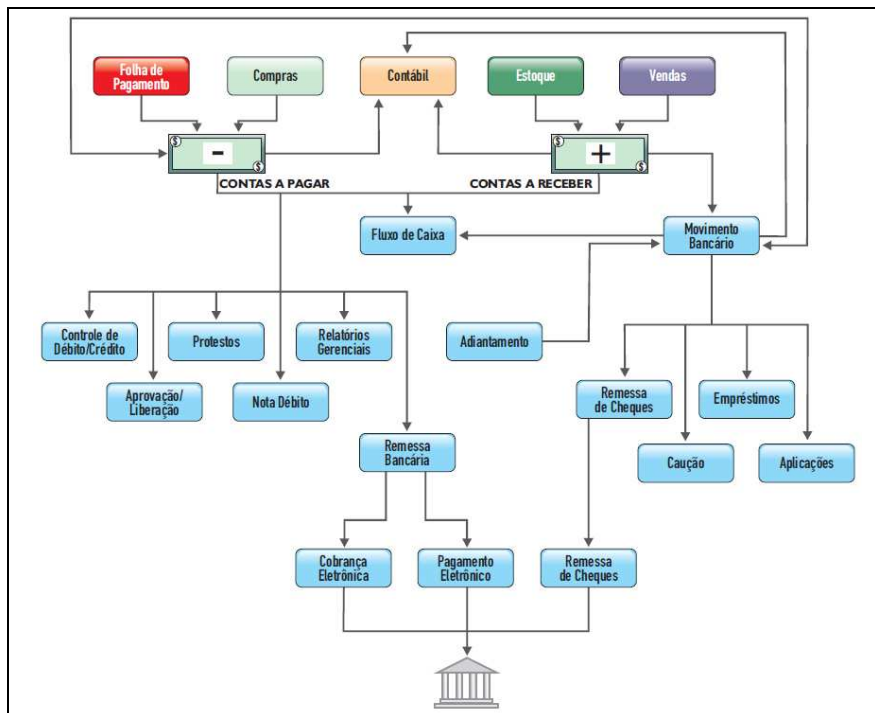 Folha de
Pagamento
Compras
Contábil
Estoque
Vendas
$
-
$
$
+
$
CONTAS A PAGAR
CONTAS A RECEBER
Fluxo de Caixa
Movimento
Bancário
Controle de
Débito/Crédito
Protestos
Relatórios
Gerenciais
Adiantamento
Aprovação/
Liberação
Nota Débito
Remessa
de Cheques
Empréstimos
Remessa
Bancária
Caução
Aplicações
Cobrança
Eletrônica
Pagamento
Eletrônico
Remessa
de Cheques